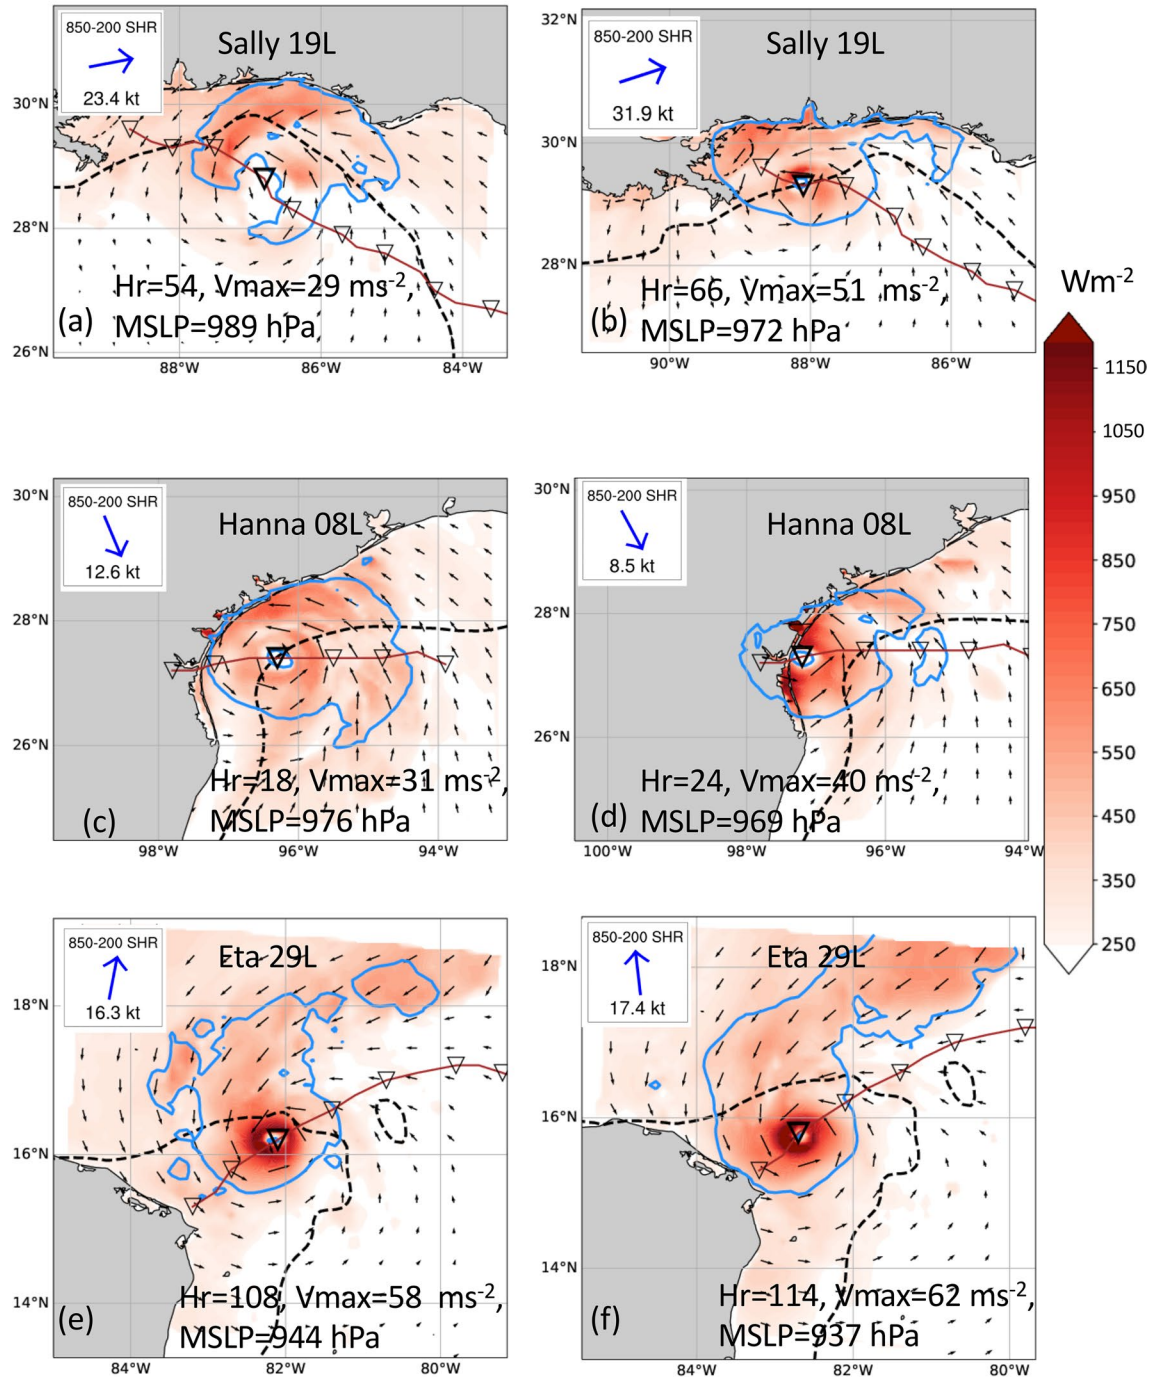 850-200 SHR
23.4 kt
Sally 19L
30°N
28°N
26°N
Hr=54, Vmax=29 ms-2,
(a) MSLP=989 hPa
88°W 86°W 84°W
850-200 SHR
31.9 kt
Sally 19L
32°N
30°N
28°N
Hr=66, Vmax=51 ms-2,
(b) MSLP=972 hPa
90°W 88°W 86°W
Wm-2
1150
1050
950
850
750
650
550
450
350
250
850-200 SHR
12.6 kt
Hanna 08L
30°N
28°N
26°N
Hr=18, Vmax=31 ms-2,
(c) MSLP=976 hPa
98°W 96°W 94°W
850-200 SHR
8.5 kt
Hanna 08L
30°N
28°N
26°N
Hr=24, Vmax=40 ms-2,
(d) MSLP=969 hPa
100°W 98°W 96°W 94°W
850-200 SHR
16.3 kt
Eta 29L
18°N
16°N
14°N
Hr=108, Vmax=58 ms-2,
(e) MSLP=944 hPa
84°W 82°W 80°W
850-200 SHR
17.4 kt
Eta 29L
18°N
16°N
14°N
Hr=114, Vmax=62 ms-2,
(f) MSLP=937 hPa
84°W 82°W 80°W